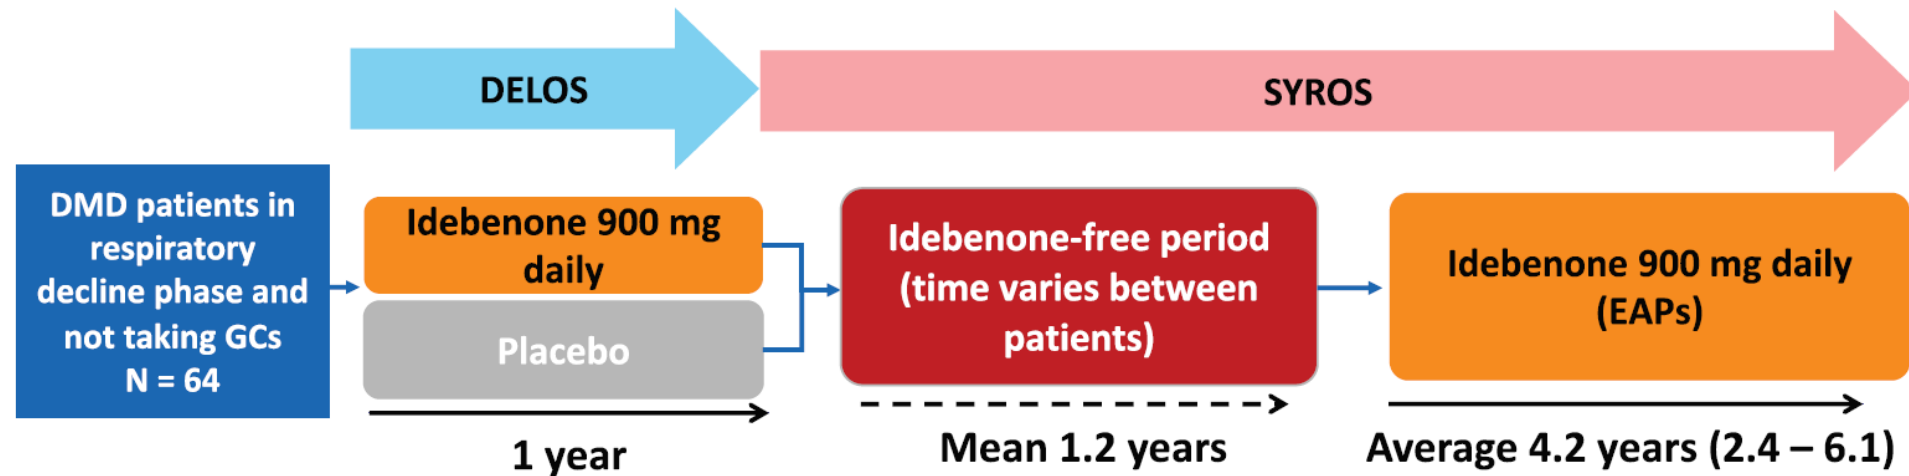 DELOS
SYROS
DMD patients in
respiratory
decline phase and
not taking GCs
N = 64
Idebenone 900 mg
daily
Placebo
1 year
Idebenone-free period
(time varies between
patients)
Mean 1.2 years
Idebenone 900 mg daily
(EAPs)
Average 4.2 years (2.4 – 6.1)